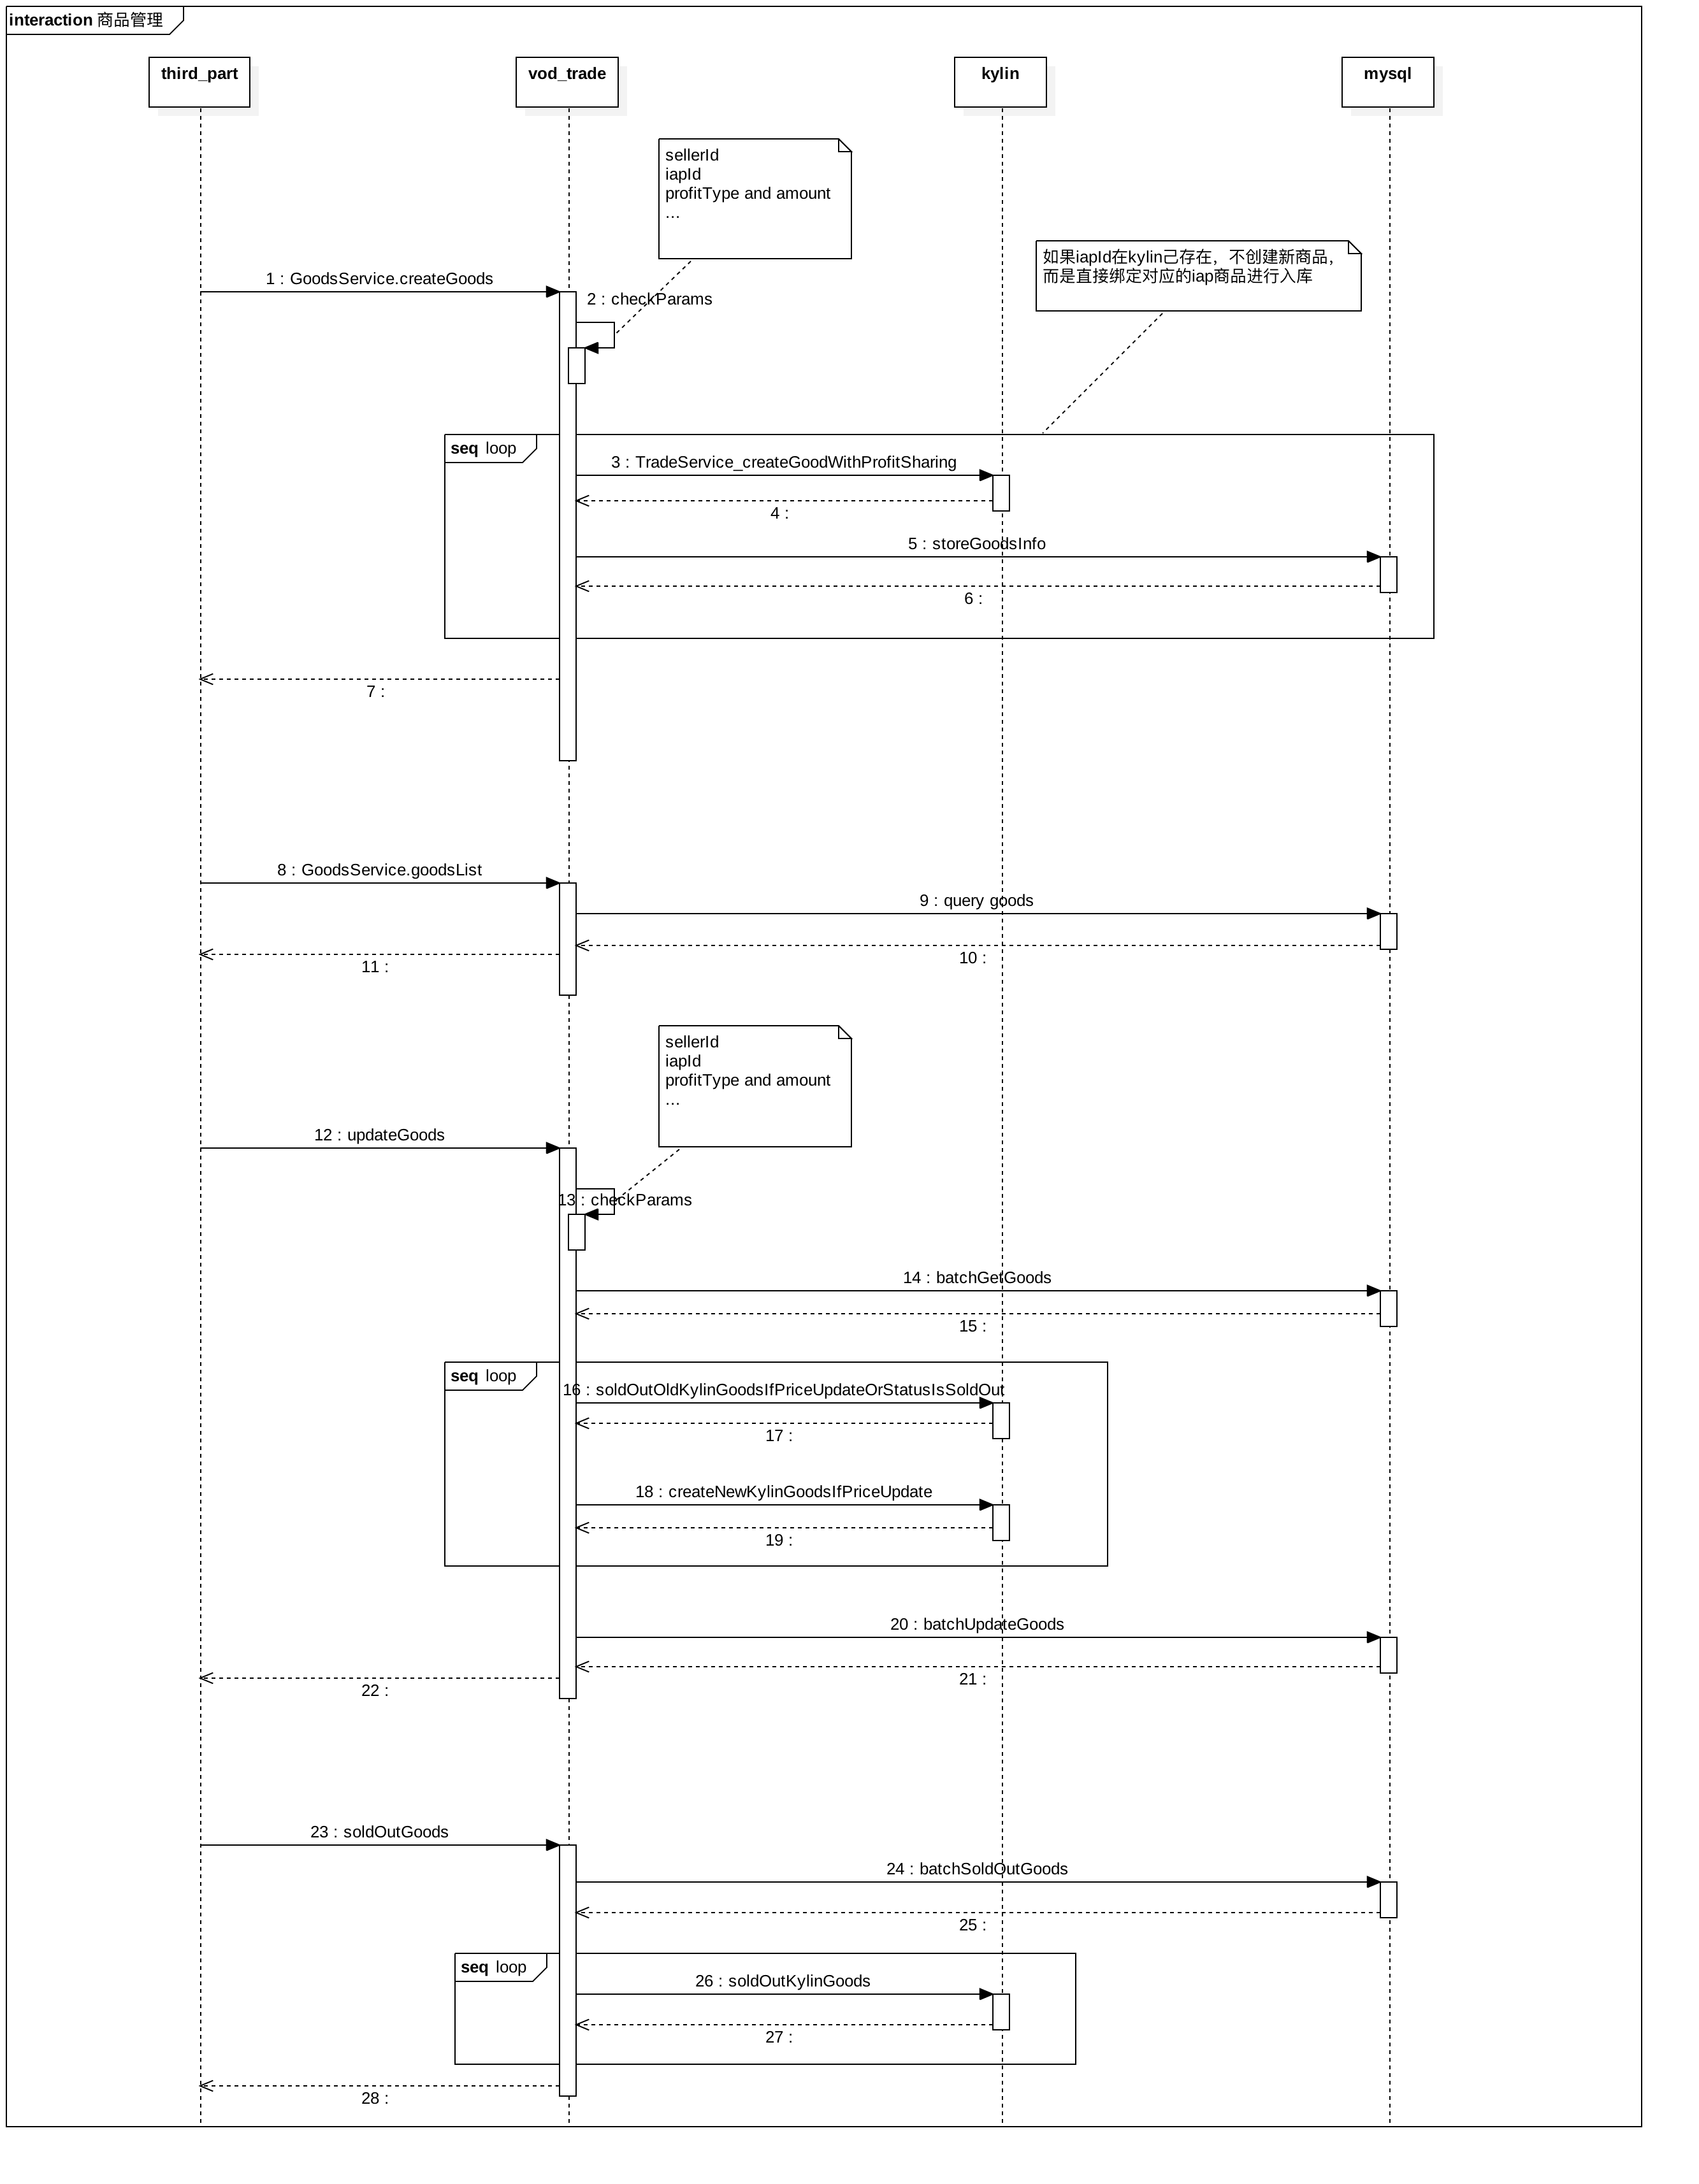 interaction 商品管理
third_part
vod_trade
kylin
mysql
sellerId
iapId
profitType and amount
...
如果iapId在kylin己存在，不创建新商品，
而是直接绑定对应的iap商品进行入库
1 : GoodsService.createGoods
2 : checkParams
seq loop
3 : TradeService_createGoodWithProfitSharing
4 :
5 : storeGoodsInfo
6 :
7 :
8 : GoodsService.goodsList
9 : query goods
10 :
11 :
sellerId
iapId
profitType and amount
...
12 : updateGoods
13 : checkParams
14 : batchGetGoods
15 :
seq loop
16 : soldOutOldKylinGoodsIfPriceUpdateOrStatusIsSoldOut
17 :
18 : createNewKylinGoodsIfPriceUpdate
19 :
20 : batchUpdateGoods
21 :
22 :
23 : soldOutGoods
24 : batchSoldOutGoods
25 :
seq loop
26 : soldOutKylinGoods
27 :
28 :